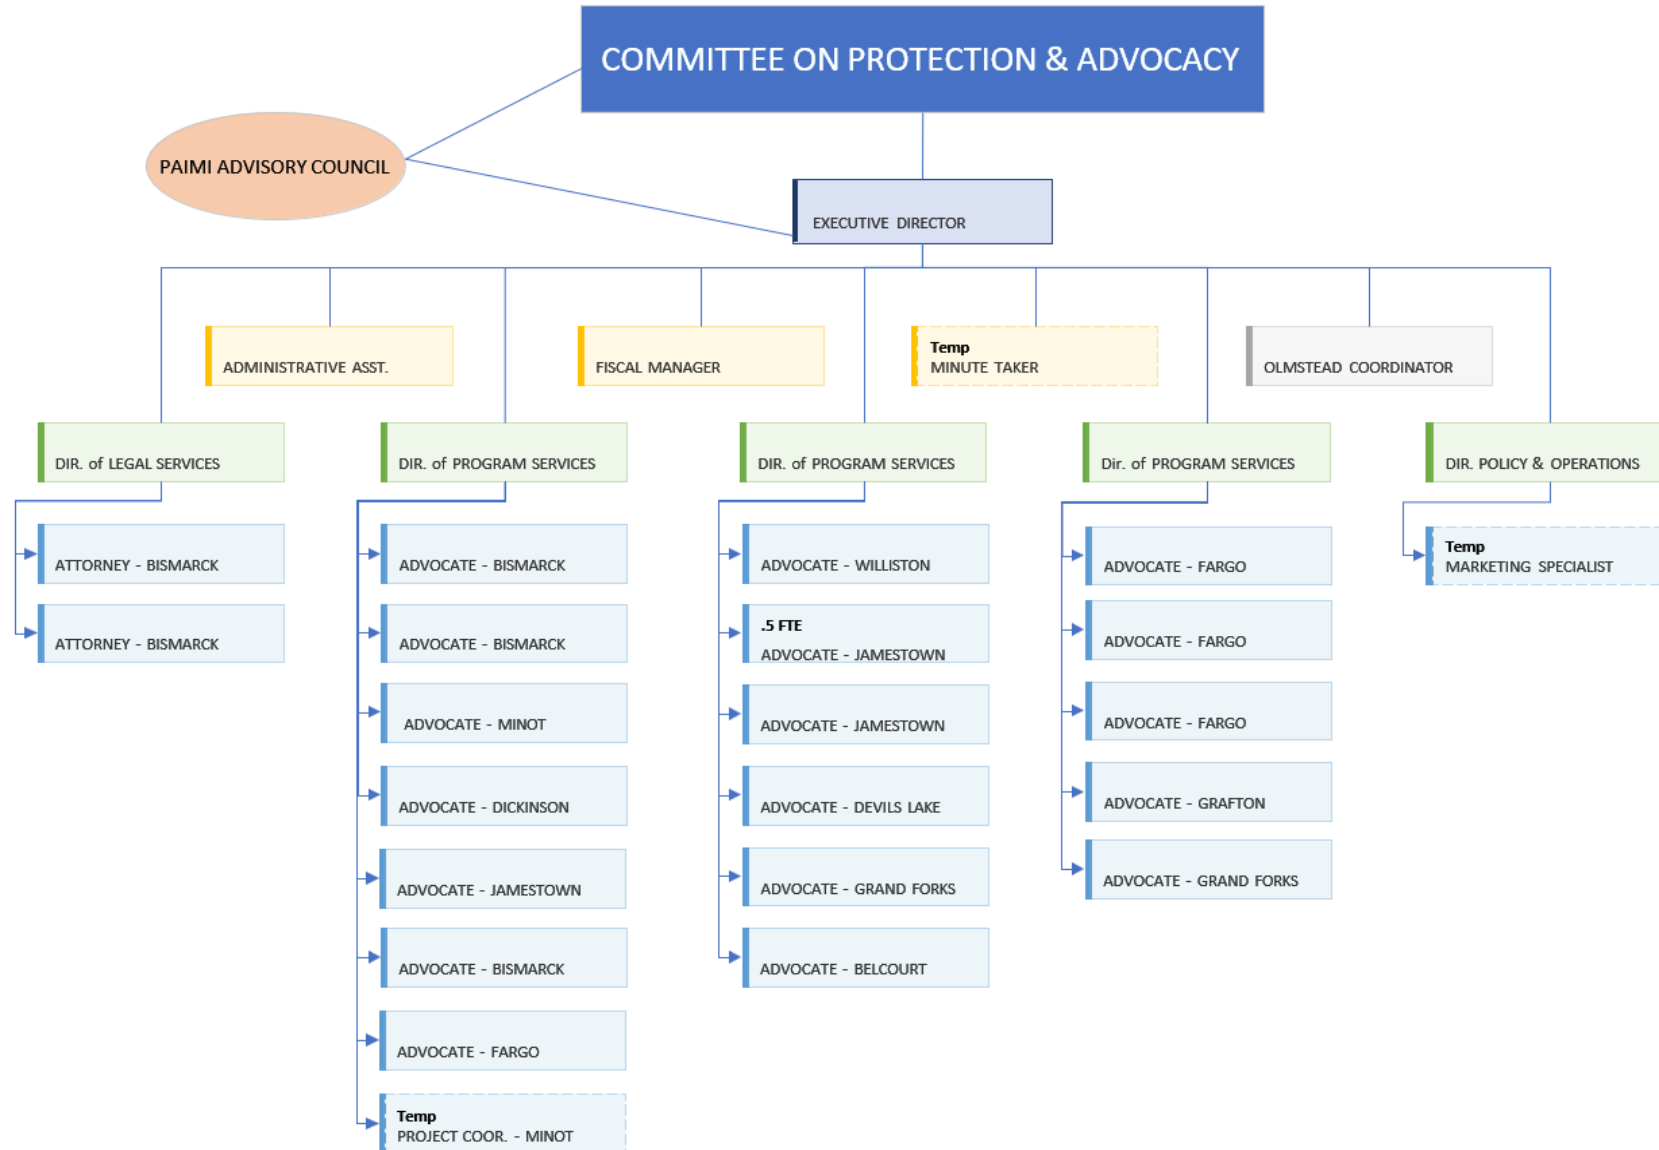 COMMITTEE ON PROTECTION & ADVOCACY
PAIMI ADVISORY COUNCIL
EXECUTIVE DIRECTOR
ADMINISTRATIVE ASST.
FISCAL MANAGER
Temp
MINUTE TAKER
OLMSTEAD COORDINATOR
DIR. of LEGAL SERVICES
DIR. of PROGRAM SERVICES
DIR. of PROGRAM SERVICES
Dir. of PROGRAM SERVICES
DIR. POLICY & OPERATIONS
ATTORNEY - BISMARCK
ATTORNEY - BISMARCK
ADVOCATE - BISMARCK
ADVOCATE - BISMARCK
ADVOCATE - MINOT
ADVOCATE - DICKINSON
ADVOCATE - JAMESTOWN
ADVOCATE - BISMARCK
ADVOCATE - FARGO
Temp
PROJECT COOR. - MINOT
ADVOCATE - WILLISTON
.5 FTE
ADVOCATE - JAMESTOWN
ADVOCATE - JAMESTOWN
ADVOCATE - DEVILS LAKE
ADVOCATE - GRAND FORKS
ADVOCATE - BELCOURT
ADVOCATE - FARGO
ADVOCATE - FARGO
ADVOCATE - FARGO
ADVOCATE - GRAFTON
ADVOCATE - GRAND FORKS
Temp
MARKETING SPECIALIST